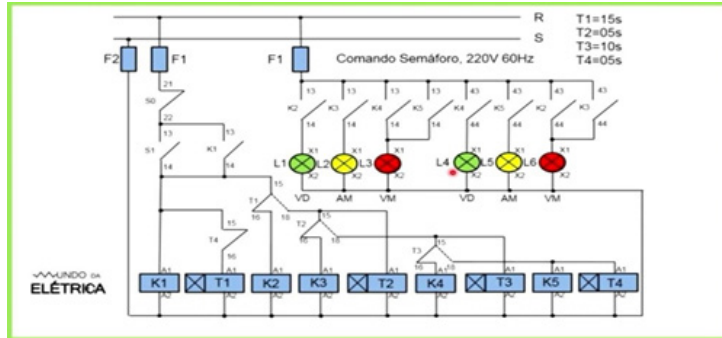 R
T1=15s
S
T2=05s
T3=10s
T4=05s
F2
F1
F1
Comando Semáforo, 220V 60Hz
21
S0
22
13 13 13 13 43 43 13 43
K2 K3 K4 K5 K4 K5 K2 K3
14 14 14 14 44 44 44 44
13 13
S1 K1
14 14
X1 X1 X1 X1 X1 X1
L1 L2 L3 L4 L5 L6
X2 X2 X2 X2 X2 X2
VD AM VM VD AM VM
15
T1
16 18
15
T2
16 18
15
T4
16
15
T3
16 18
A1 A1 A1 A1 A1 A1 A1 A1 A1
K1 T1 K2 K3 T2 K4 T3 K5 T4
A2 A2 A2 A2 A2 A2 A2 A2 A2
MUNDO DA
ELÉTRICA